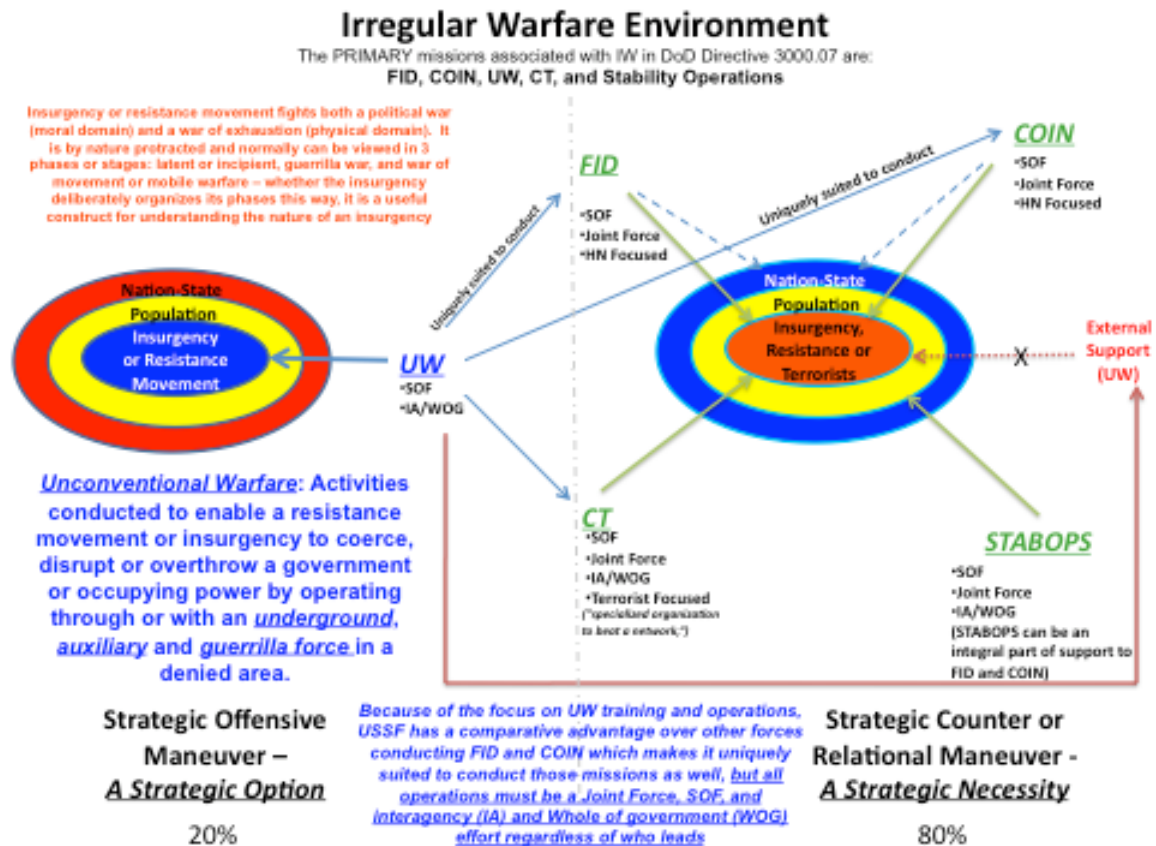 Irregular Warfare Environment
The PRIMARY missions associated with IW in DoD Directive 3000.07 are:
FID, COIN, UW, CT, and Stability Operations
Insurgency or resistance movement fights both a political war
(moral domain) and a war of exhaustion (physical domain). It
is by nature protracted and normally can be viewed in 3
phases or stages: latent or incipient, guerrilla war, and war of
movement or mobile warfare – whether the insurgency
deliberately organizes its phases this way, it is a useful
construct for understanding the nature of an insurgency
FID
•SOF
•Joint Force
•HN Focused
COIN
•SOF
•Joint Force
•HN Focused
Uniquely suited to conduct
Uniquely suited to conduct
Nation-State
Population
Insurgency
or Resistance
Movement
UW
•SOF
•IA/WOG
Nation-State
Population
Insurgency,
Resistance or
Terrorists
X
External
Support
(UW)
Unconventional Warfare: Activities
conducted to enable a resistance
movement or insurgency to coerce,
disrupt or overthrow a government
or occupying power by operating
through or with an underground,
auxiliary and guerrilla force in a
denied area.
CT
•SOF
•Joint Force
•IA/WOG
•Terrorist Focused
("specialized organization
to beat a network;")
STABOPS
•SOF
•Joint Force
•IA/WOG
(STABOPS can be an
integral part of support to
FID and COIN)
Strategic Offensive
Maneuver –
A Strategic Option
20%
Because of the focus on UW training and operations,
USSF has a comparative advantage over other forces
conducting FID and COIN which makes it uniquely
suited to conduct those missions as well, but all
operations must be a Joint Force, SOF, and
interagency (IA) and Whole of government (WOG)
effort regardless of who leads
Strategic Counter or
Relational Maneuver -
A Strategic Necessity
80%